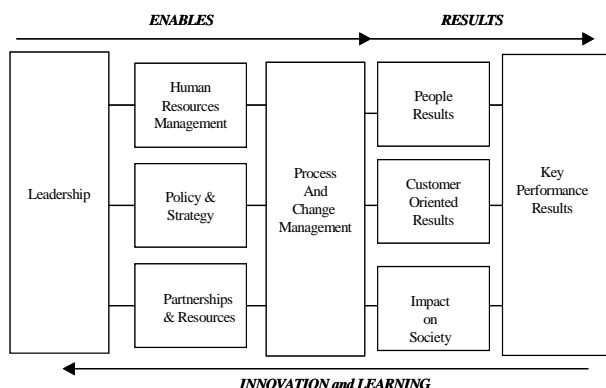 ENABLES
RESULTS
Leadership
Human
Resources
Management
Policy &
Strategy
Partnerships
& Resources
Process
And
Change
Management
People
Results
Customer
Oriented
Results
Impact
on
Society
Key
Performance
Results
INNOVATION and LEARNING